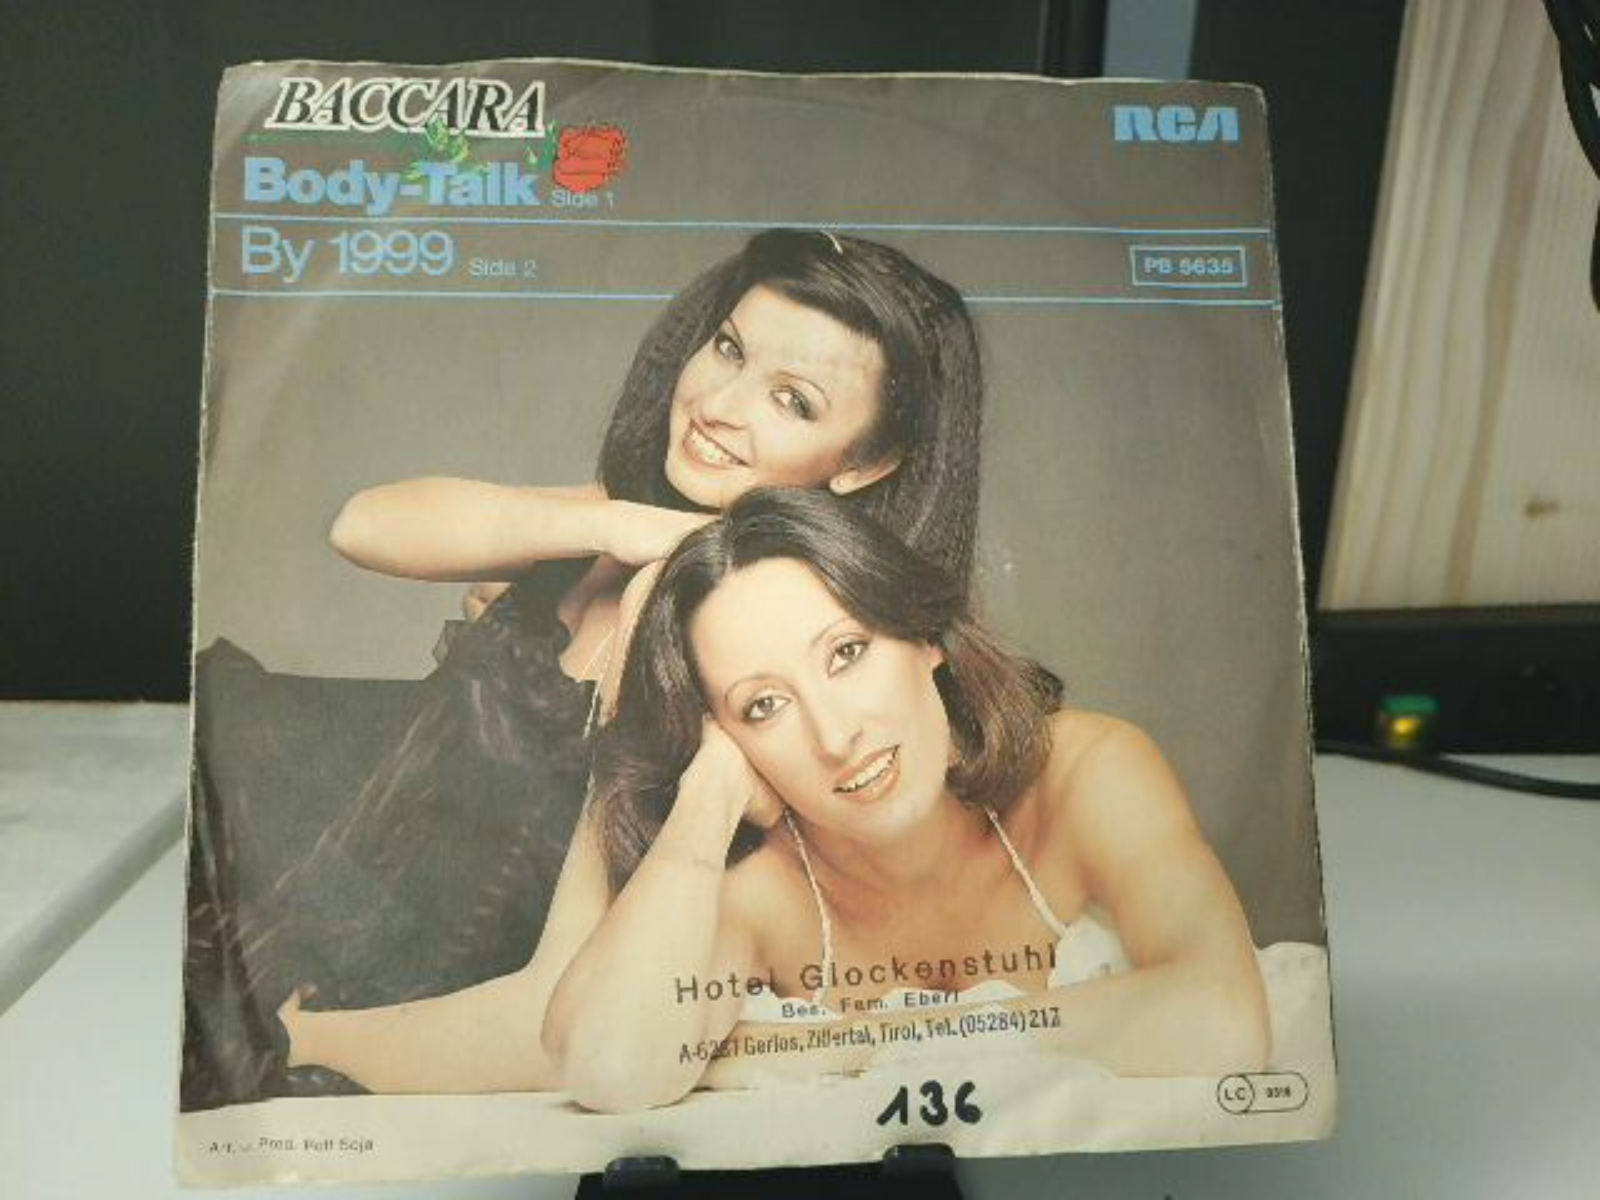 BACCARA
RCA
Body-Talk Side 1
By 1999 Side 2
PB 5635
Hotel Glockenstuhl
Bes. Fam. Eberl
A-6281 Gerlos, Zillertal, Tirol, Tel. (05284) 217
136
LC
Prod. Rolf Soja